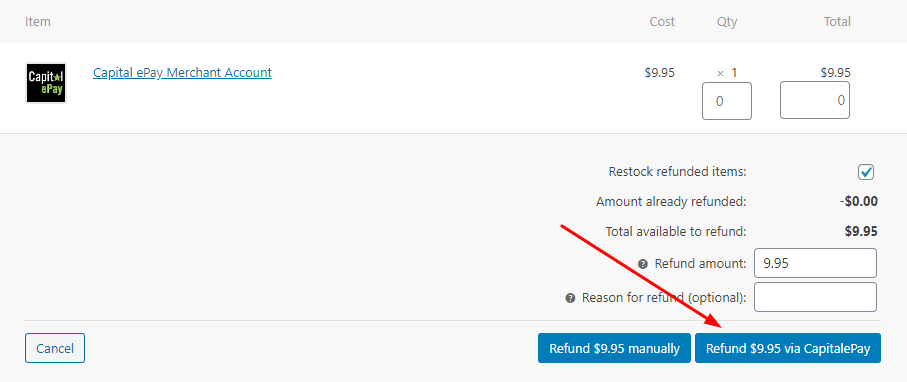 Item Cost Qty Total
Capit★l ePay
Capital ePay Merchant Account $9.95 × 1 $9.95
0 0
Restock refunded items:
Amount already refunded: -$0.00
Total available to refund: $9.95
? Refund amount: 9.95
? Reason for refund (optional):
Cancel Refund $9.95 manually Refund $9.95 via CapitalePay